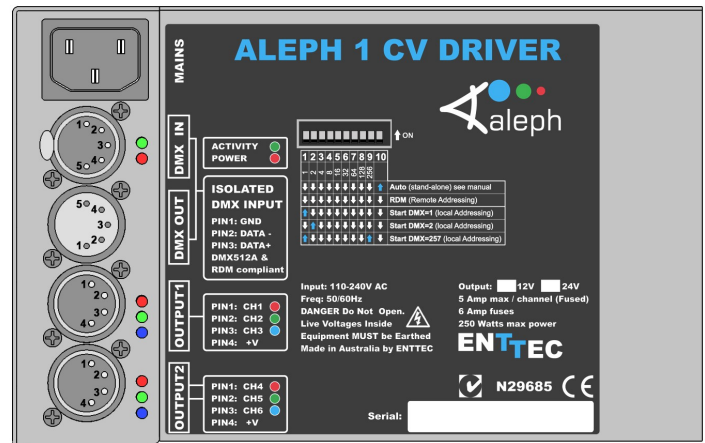 MAINS
ALEPH 1 CV DRIVER
aleph
DMX IN
ACTIVITY
POWER
ON
1 2 3 4 5 6 7 8 9 10
1 2 4 8 16 32 64 128 256
Auto (stand-alone) see manual
RDM (Remote Addressing)
Start DMX=1 (local Addressing)
Start DMX=2 (local Addressing)
Start DMX=257 (local Addressing)
DMX OUT
ISOLATED
DMX INPUT
PIN1: GND
PIN2: DATA -
PIN3: DATA+
DMX512A &
RDM compliant
OUTPUT1
PIN1: CH1
PIN2: CH2
PIN3: CH3
PIN4: +V
Input: 110-240V AC
Freq: 50/60Hz
DANGER Do Not Open.
Live Voltages Inside
Equipment MUST be Earthed
Made in Australia by ENTTEC
Output: 12V 24V
5 Amp max / channel (Fused)
6 Amp fuses
250 Watts max power
ENTTEC
OUTPUT2
PIN1: CH4
PIN2: CH5
PIN3: CH6
PIN4: +V
N29685 CE
Serial:
1 2 3 4 5
5 4 3 2 1
1 2 3 4
1 2 3 4